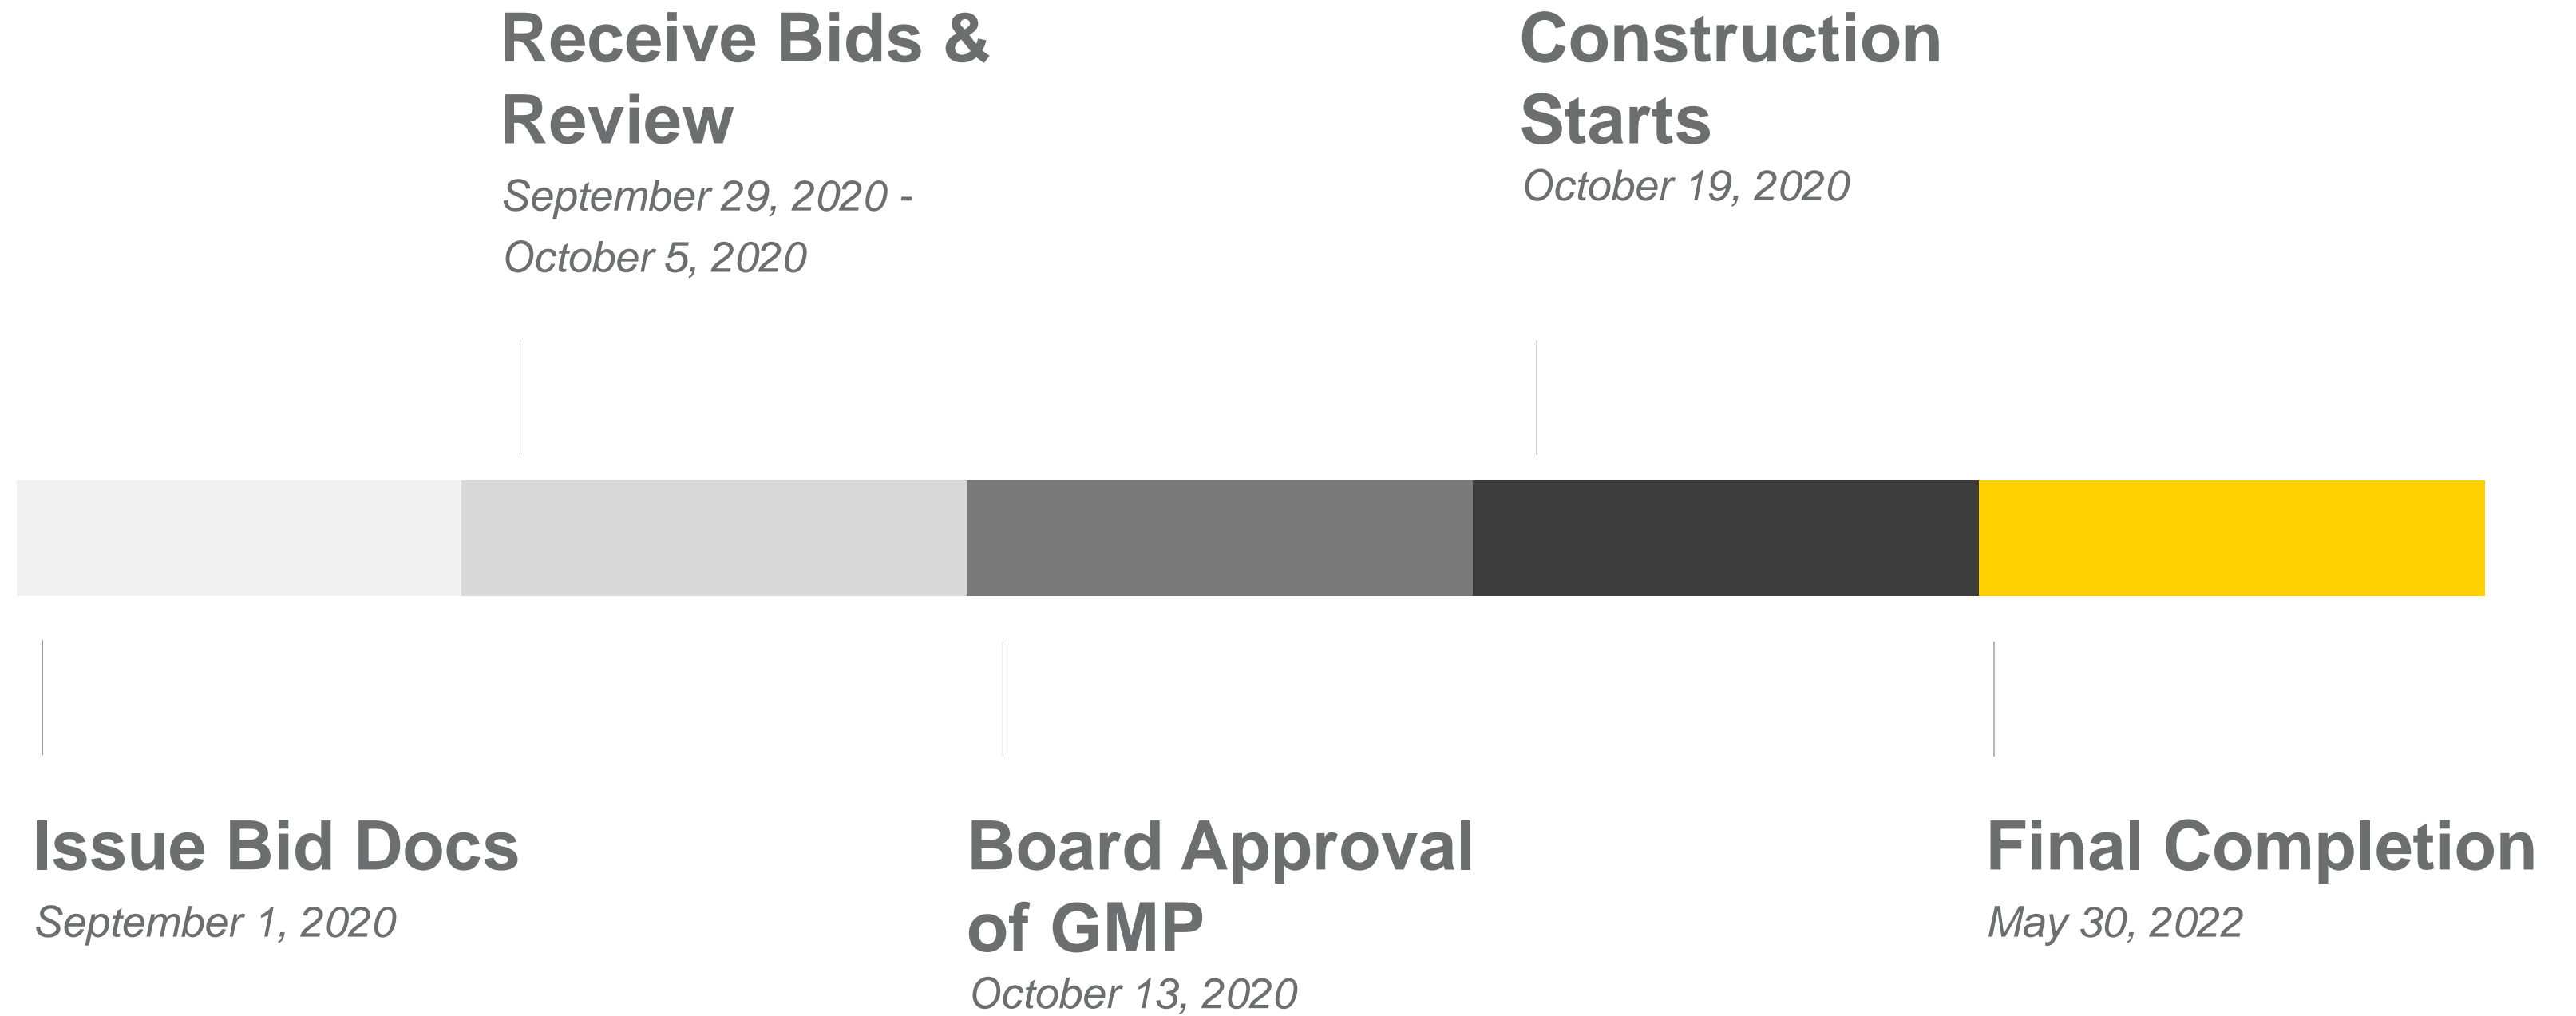 Receive Bids &
Review
September 29, 2020 -
October 5, 2020
Construction
Starts
October 19, 2020
Issue Bid Docs
September 1, 2020
Board Approval
of GMP
October 13, 2020
Final Completion
May 30, 2022